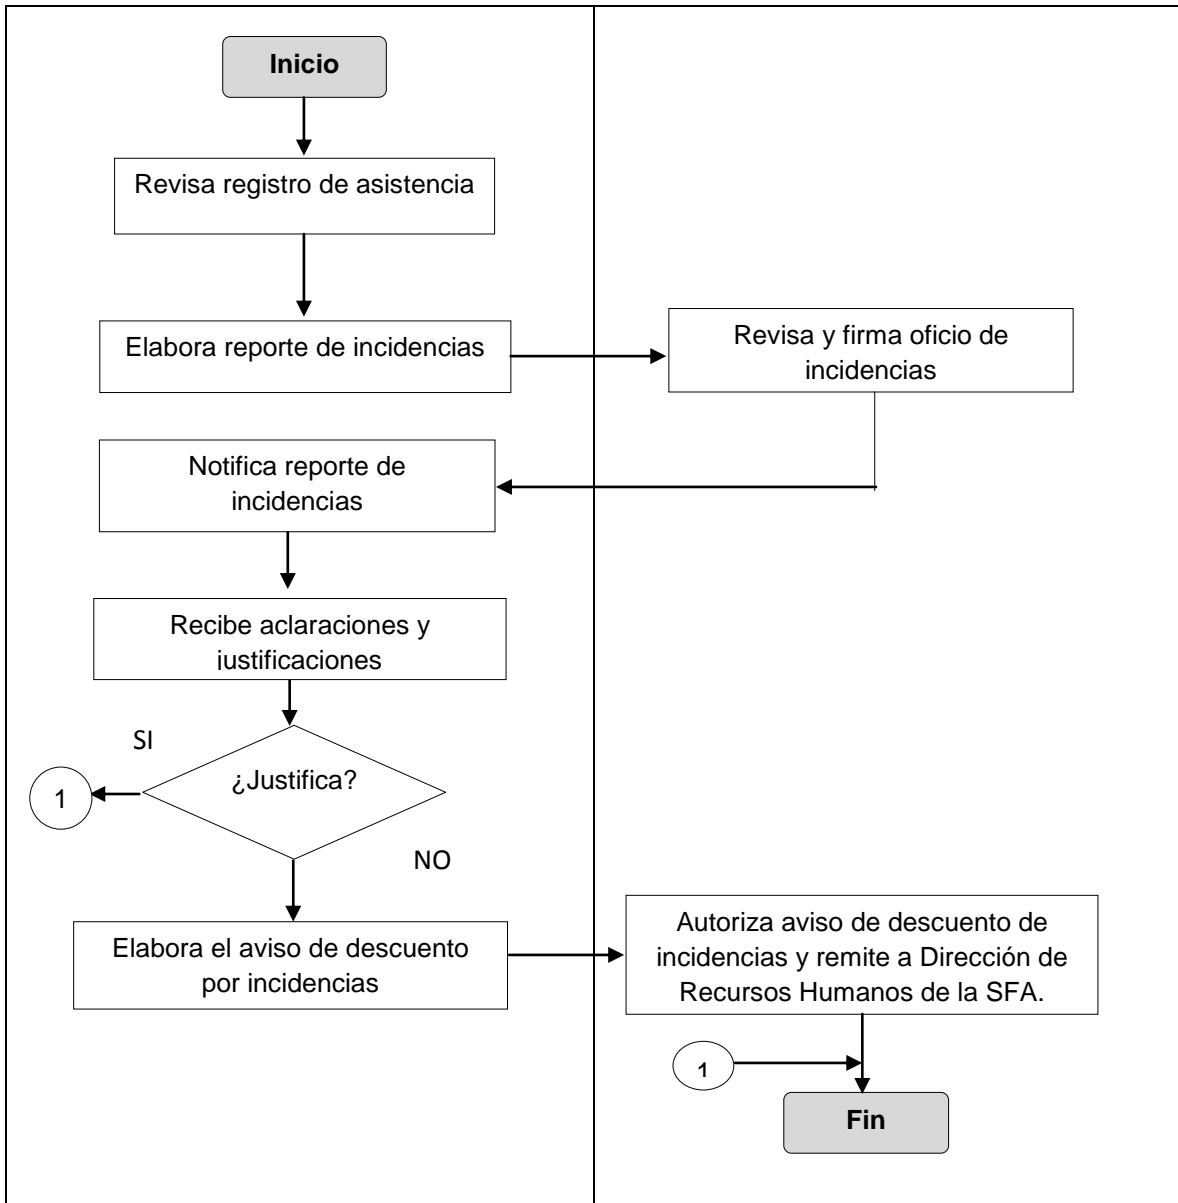 Inicio
Revisa registro de asistencia
Elabora reporte de incidencias
Revisa y firma oficio de
incidencias
Notifica reporte de
incidencias
Recibe aclaraciones y
justificaciones
SI
¿Justifica?
1
NO
Elabora el aviso de descuento
por incidencias
Autoriza aviso de descuento de
incidencias y remite a Dirección de
Recursos Humanos de la SFA.
1
Fin